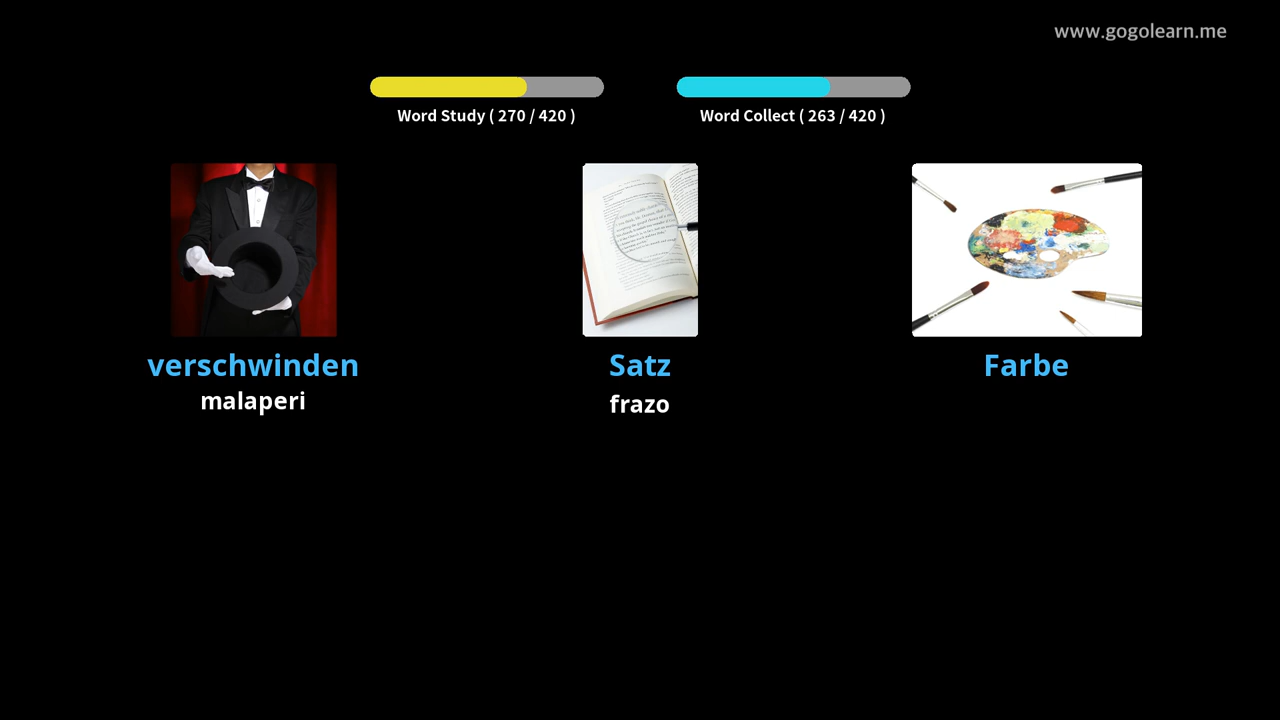 www.gogolearn.me
Word Study ( 270 / 420 )
Word Collect ( 263 / 420 )
verschwinden
malaperi
Satz
frazo
Farbe